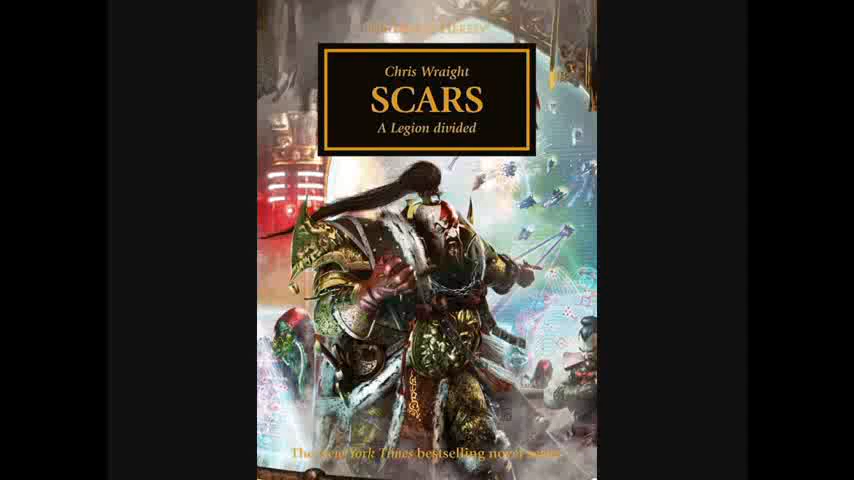 Chris Wraight
SCARS
A Legion divided
The New York Times bestselling novel series